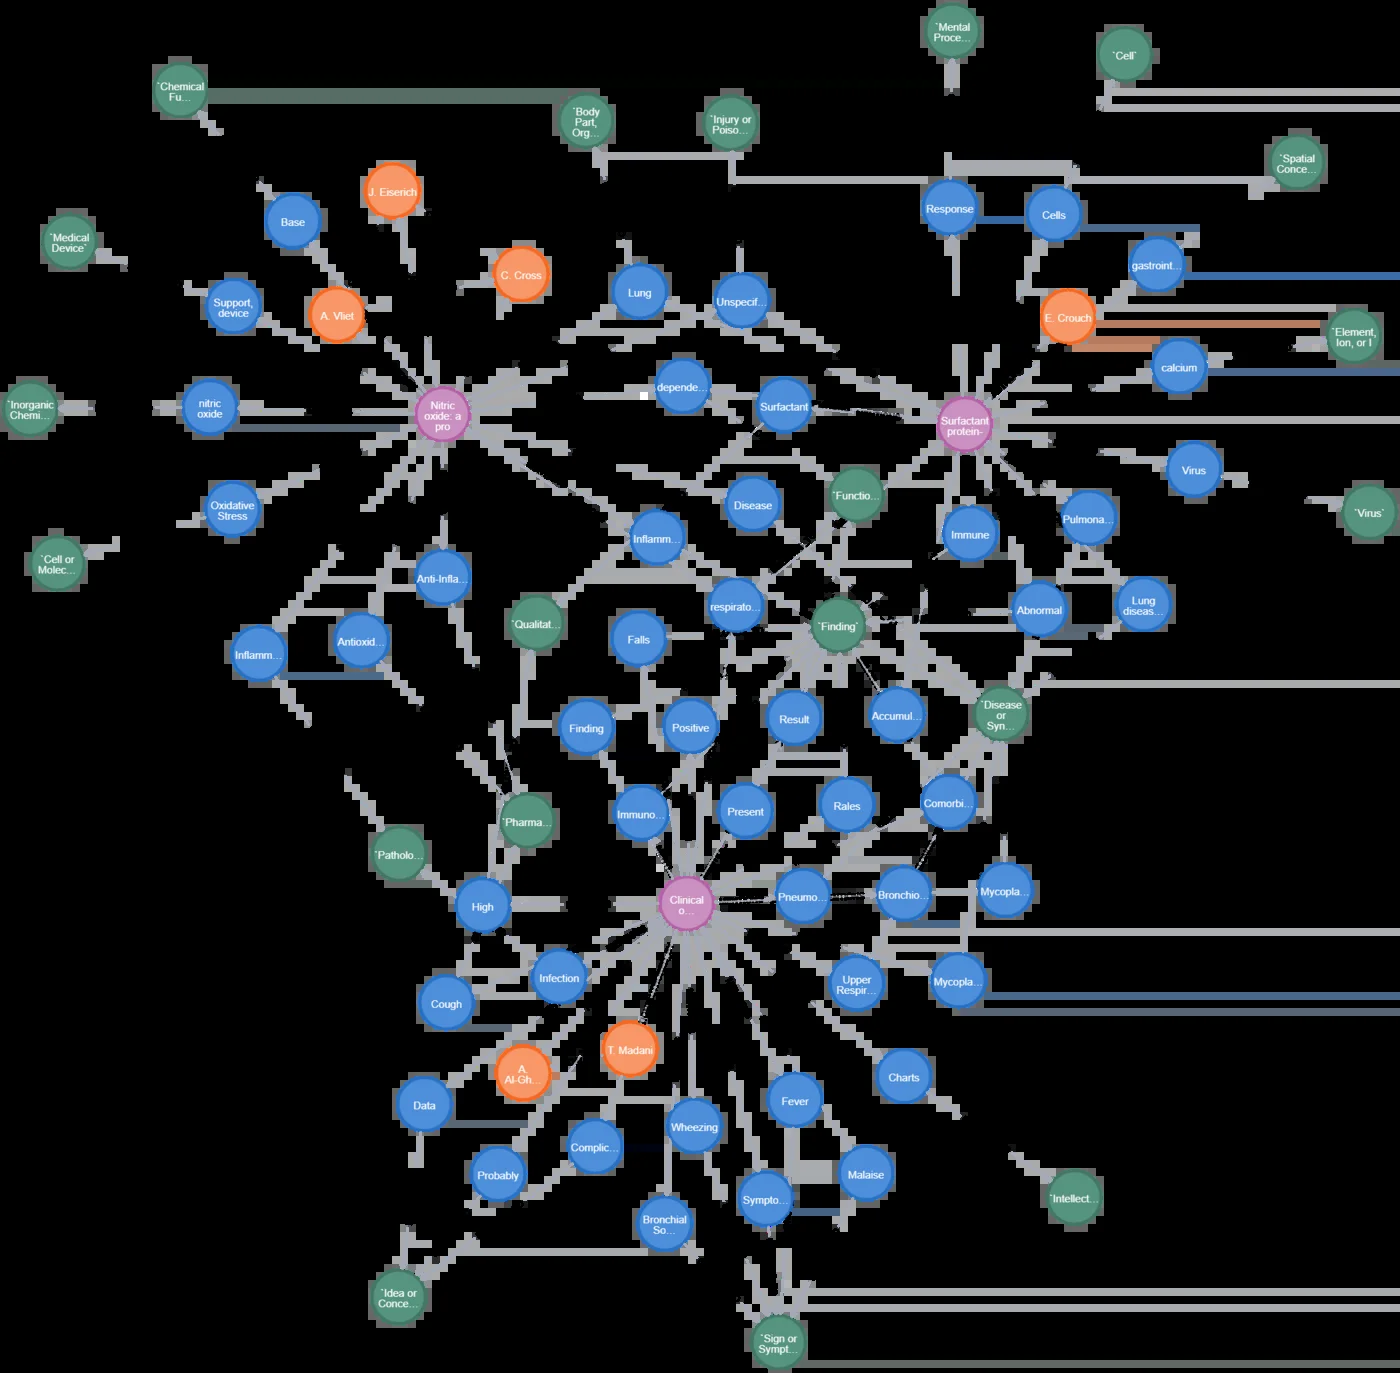 `Mental
Proce…
`Cell`
`Chemical
Fu…
`Body
Part,
Org…
`Injury or
Poiso…
`Spatial
Conce…
J. Eiserich
Base
Response
Cells
`Medical
Device`
C. Cross
gastroint…
Lung
Unspecif…
Support,
device
A. Vliet
E. Crouch
`Element,
Ion, or I
calcium
depende…
`Inorganic
Chemi…
nitric
oxide
Nitric
oxide: a
pro
Surfactant
Surfactant
protein-
Virus
`Functio…
Disease
Oxidative
Stress
`Virus`
Pulmona…
Inflamm…
Immune
`Cell or
Molec…
Anti-Infla…
respirato…
Abnormal
Lung
diseas…
`Qualitat…
`Finding`
Falls
Antioxid…
Inflamm…
Finding
Positive
Result
Accumul…
`Disease
or
Syn…
Immuno…
Present
Rales
Comorbi…
`Pharma…
`Patholo…
High
Clinical
o…
Pneumo…
Bronchio…
Mycopla…
Infection
Cough
Upper
Respir…
Mycopla…
T. Madani
A.
Al-Gh…
Charts
Data
Fever
Wheezing
Complic…
Probably
Malaise
Sympto…
`Intellect…
Bronchial
So…
`Idea or
Conce…
`Sign or
Sympt…